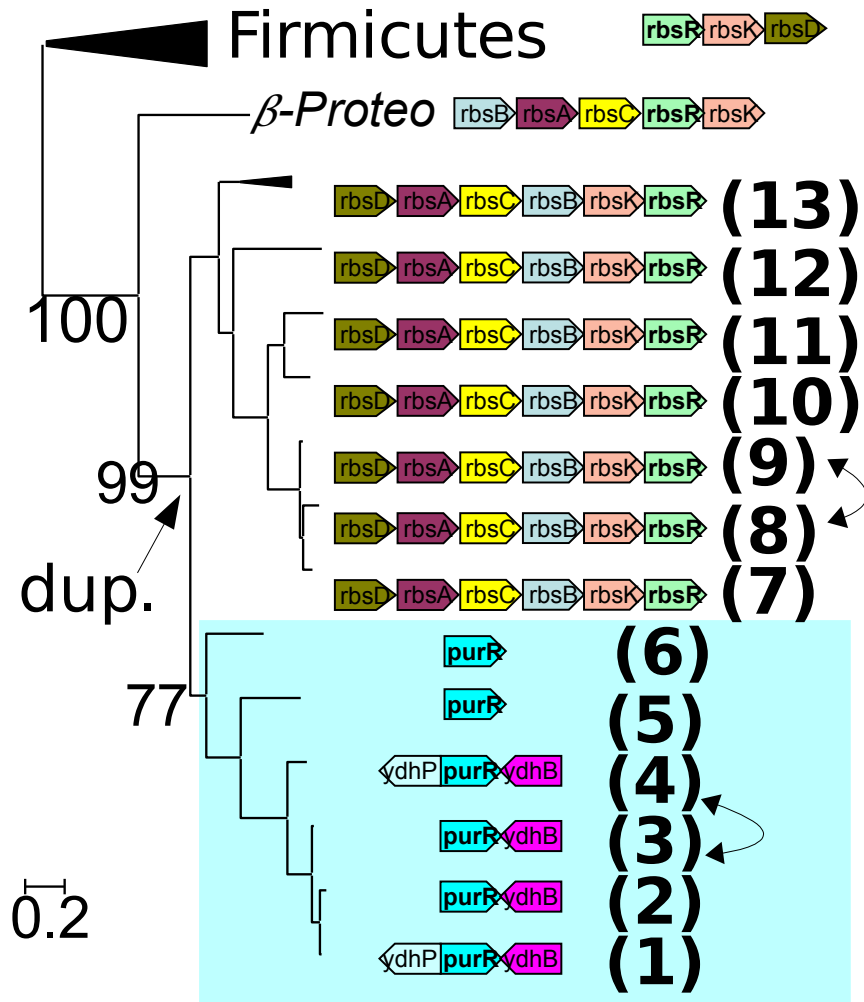 Firmicutes rbsR rbsK rbsD
β-Proteo rbsB rbsA rbsC rbsR rbsK
rbsD rbsA rbsC rbsB rbsK rbsR (13)
rbsD rbsA rbsC rbsB rbsK rbsR (12)
100
rbsD rbsA rbsC rbsB rbsK rbsR (11)
rbsD rbsA rbsC rbsB rbsK rbsR (10)
rbsD rbsA rbsC rbsB rbsK rbsR (9)
99
rbsD rbsA rbsC rbsB rbsK rbsR (8)
dup.
rbsD rbsA rbsC rbsB rbsK rbsR (7)
purR (6)
77
purR (5)
ydhP purR ydhB (4)
purR ydhB (3)
purR ydhB (2)
0.2
ydhP purR ydhB (1)